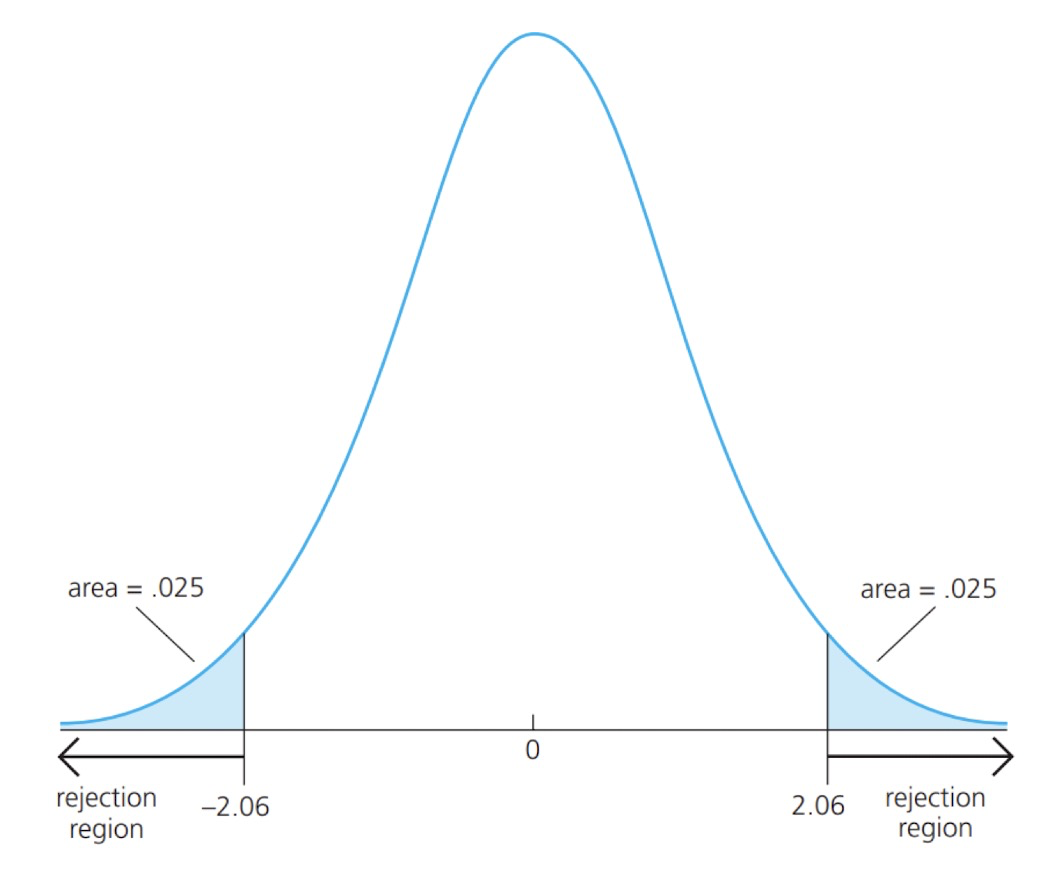 area = .025
area = .025
0
rejection
region
–2.06
2.06
rejection
region